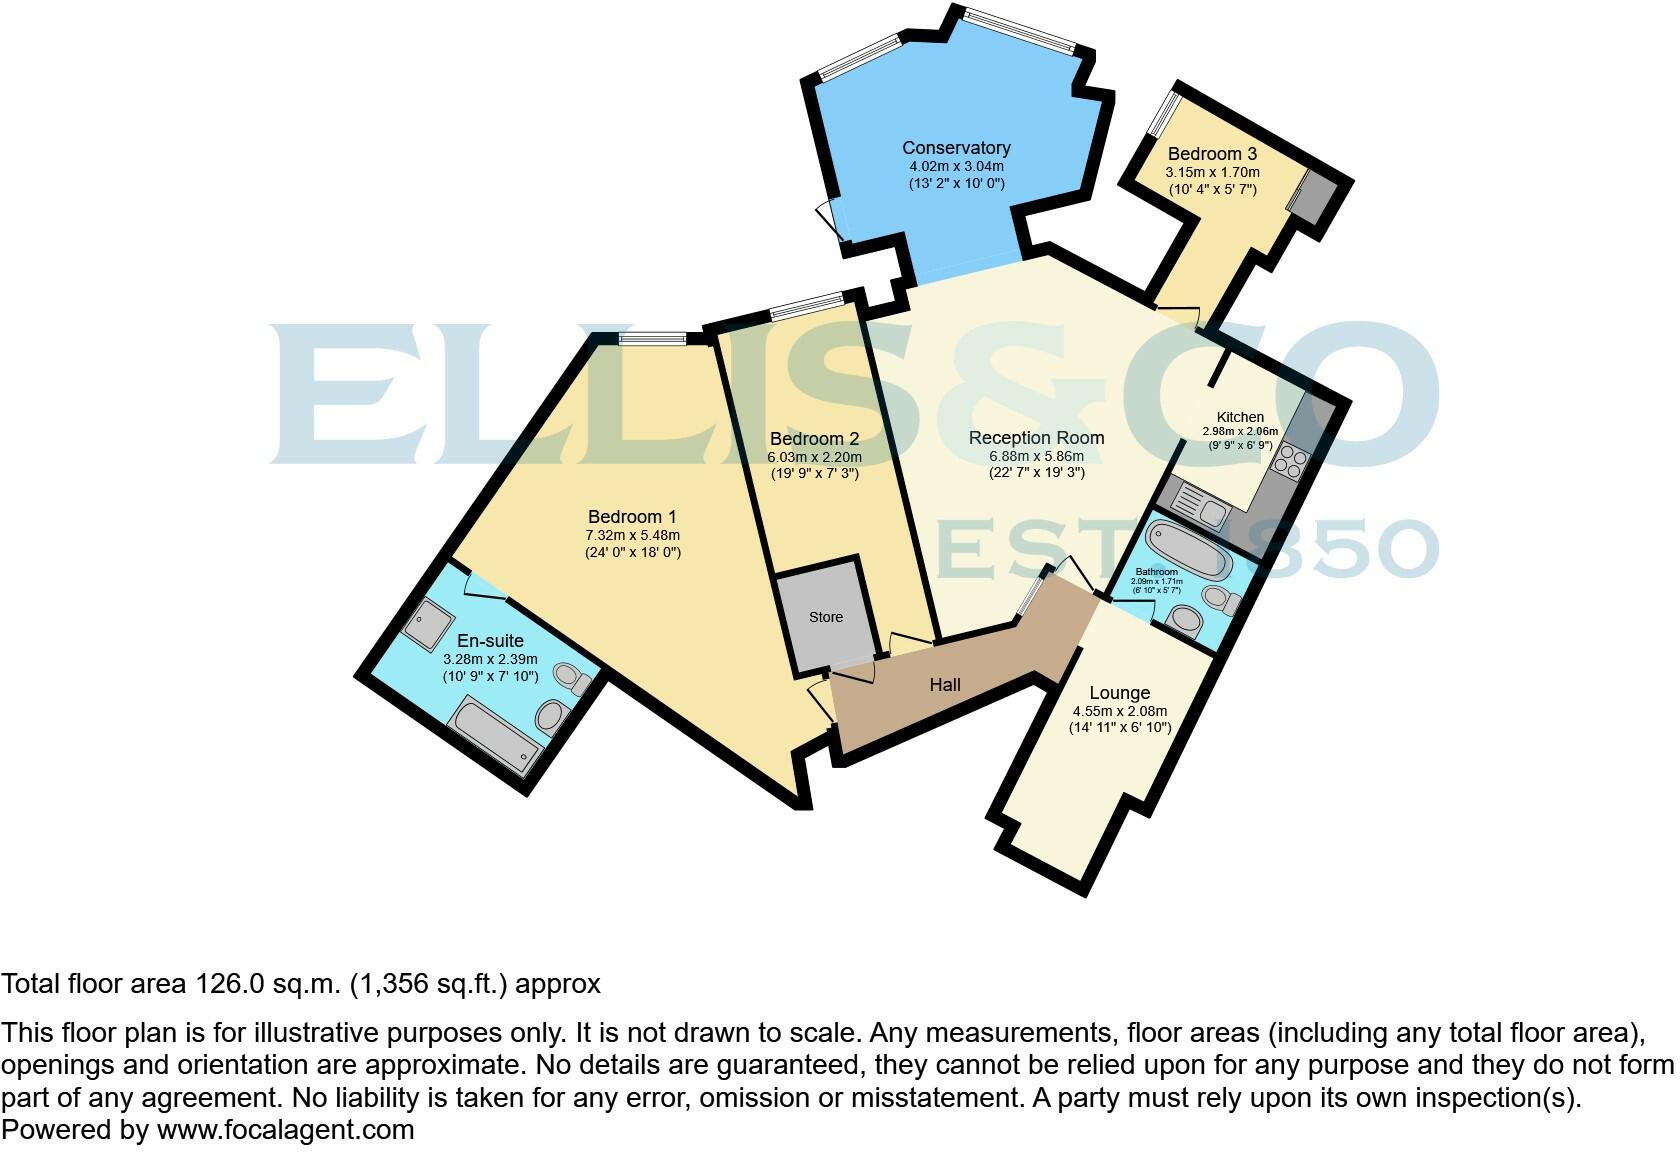 Conservatory
4.02m x 3.04m
(13' 2" x 10' 0")
Bedroom 3
3.15m x 1.70m
(10' 4" x 5' 7")
ELLIS&CO
EST. 1850
Kitchen
2.98m x 2.06m
(9' 9" x 6' 9")
Bedroom 2
6.03m x 2.20m
(19' 9" x 7' 3")
Reception Room
6.88m x 5.86m
(22' 7" x 19' 3")
Bedroom 1
7.32m x 5.48m
(24' 0" x 18' 0")
Bathroom
2.09m x 1.71m
(6' 10" x 5' 7")
Store
En-suite
3.28m x 2.39m
(10' 9" x 7' 10")
Hall
Lounge
4.55m x 2.08m
(14' 11" x 6' 10")
Total floor area 126.0 sq.m. (1,356 sq.ft.) approx
This floor plan is for illustrative purposes only. It is not drawn to scale. Any measurements, floor areas (including any total floor area),
openings and orientation are approximate. No details are guaranteed, they cannot be relied upon for any purpose and they do not form
part of any agreement. No liability is taken for any error, omission or misstatement. A party must rely upon its own inspection(s).
Powered by www.focalagent.com